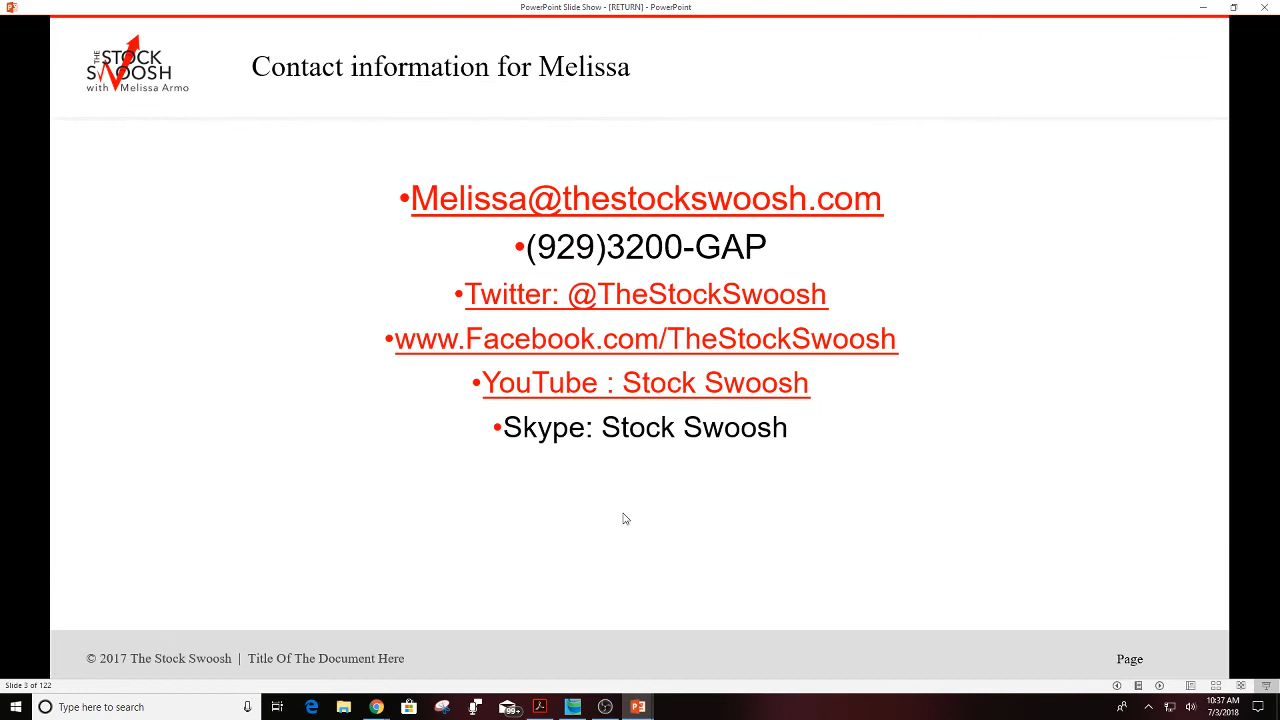 PowerPoint Slide Show - [RETURN] - PowerPoint
THE
STOCK
SWOOSH
with Melissa Armo
Contact information for Melissa
•Melissa@thestockswoosh.com
•(929)3200-GAP
•Twitter: @TheStockSwoosh
•www.Facebook.com/TheStockSwoosh
•YouTube : Stock Swoosh
•Skype: Stock Swoosh
© 2017 The Stock Swoosh | Title Of The Document Here
Page
Slide 3 of 122
Type here to search
99+
10:37 AM
7/3/2018